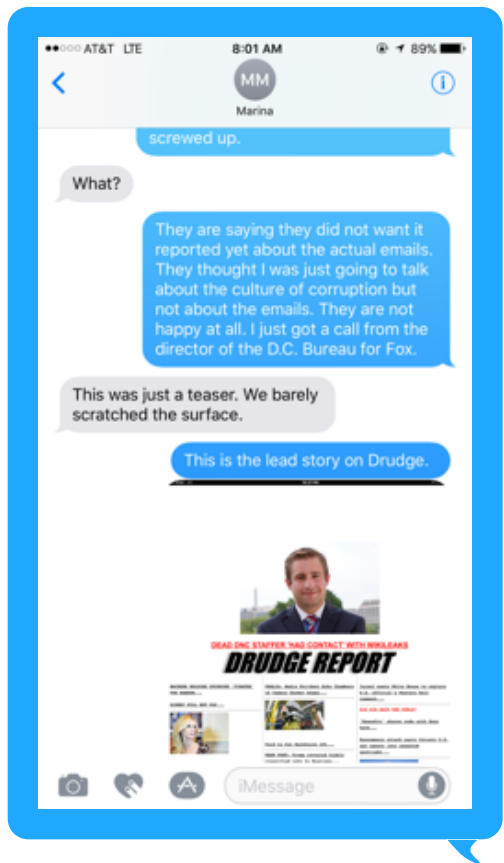 AT&T LTE 8:01 AM 89%
MM
Marina
screwed up.
What?
They are saying they did not want it
reported yet about the actual emails.
They thought I was just going to talk
about the culture of corruption but
not about the emails. They are not
happy at all. I just got a call from the
director of the D.C. Bureau for Fox.
This was just a teaser. We barely
scratched the surface.
This is the lead story on Drudge.
DEAD DNC STAFFER 'HAD CONTACT' WITH WIKILEAKS
DRUDGE REPORT
iMessage